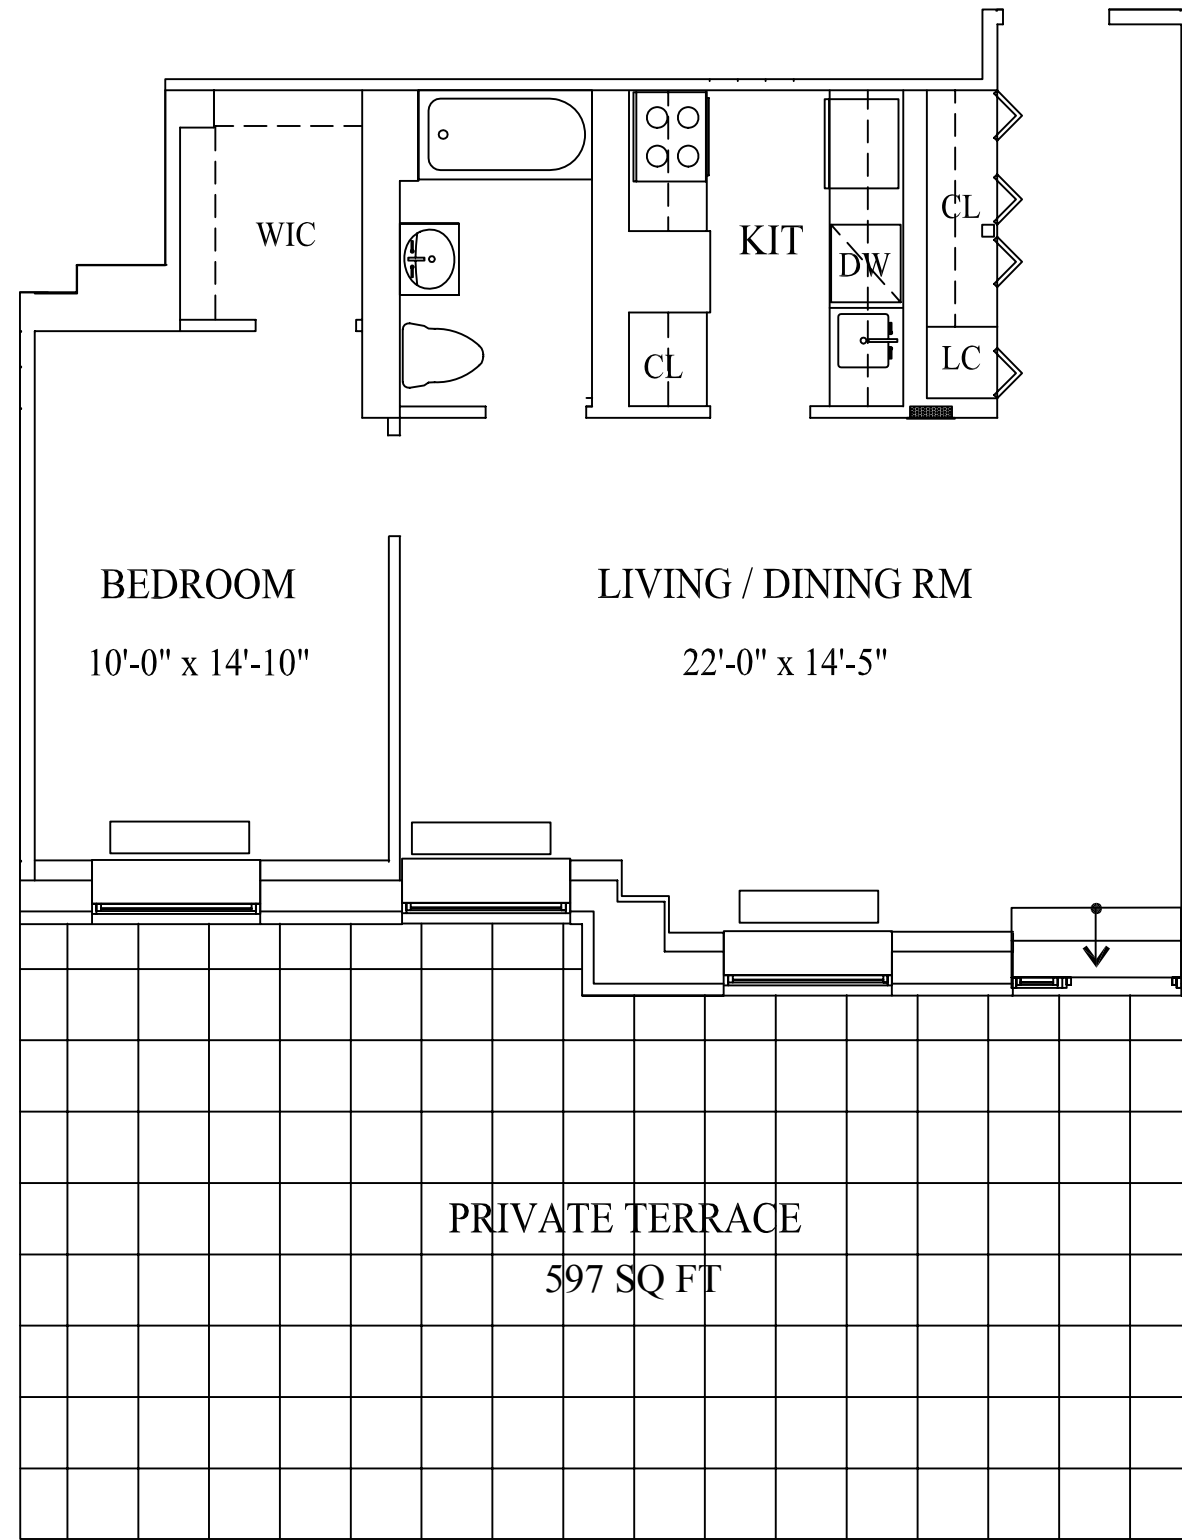 WIC
KIT
CL
DW
CL
LC
BEDROOM
10'-0" x 14'-10"
LIVING / DINING RM
22'-0" x 14'-5"
PRIVATE TERRACE
597 SQ FT